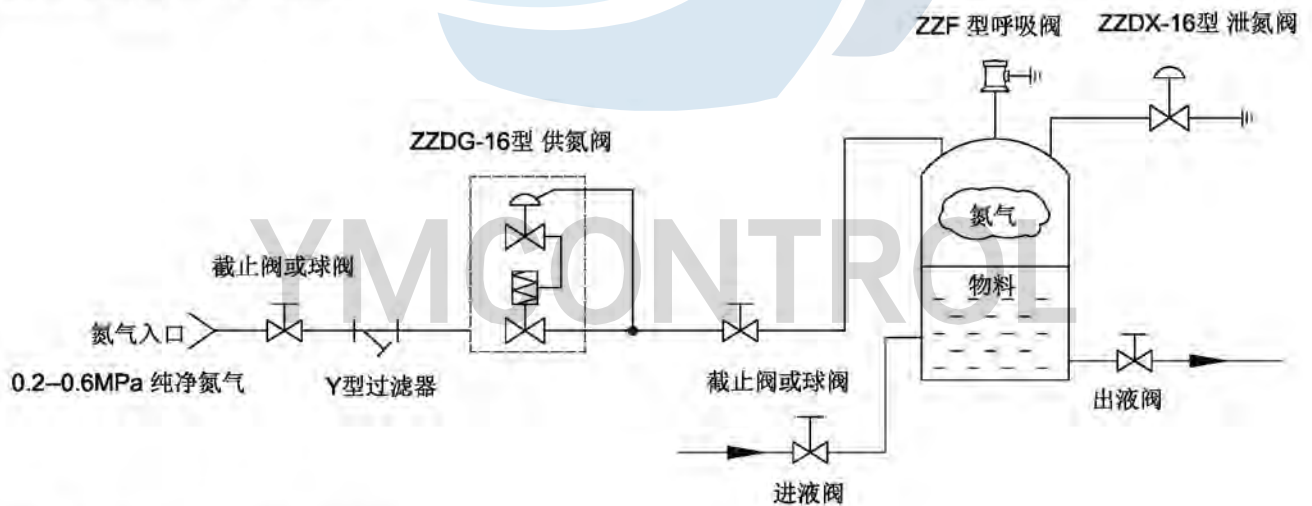 ZZF 型呼吸阀
ZZDX-16型 泄氮阀
ZZDG-16型 供氮阀
氮气
YMCONTROL
截止阀或球阀
物料
氮气入口
0.2–0.6MPa 纯净氮气
Y型过滤器
截止阀或球阀
出液阀
进液阀